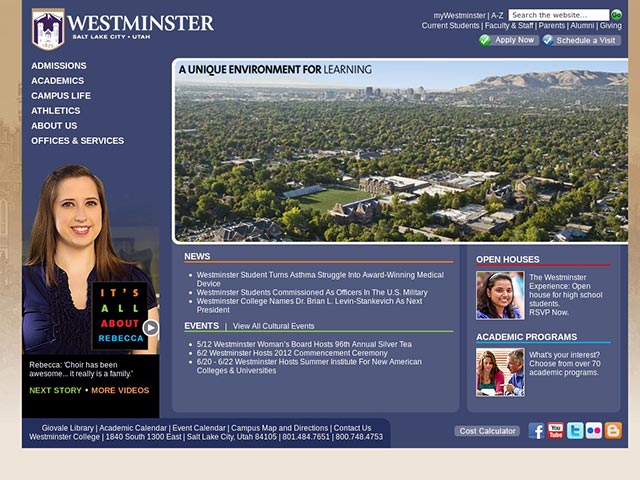 WESTMINSTER
SALT LAKE CITY • UTAH
1875
myWestminster | A-Z
Search the website...
Go
Current Students | Faculty & Staff | Parents | Alumni | Giving
Apply Now
Schedule a Visit
ADMISSIONS
ACADEMICS
CAMPUS LIFE
ATHLETICS
ABOUT US
OFFICES & SERVICES
A UNIQUE ENVIRONMENT FOR LEARNING
IT'S
ALL
ABOUT
REBECCA
Rebecca: 'Choir has been
awesome... it really is a family.'
NEXT STORY • MORE VIDEOS
NEWS
Westminster Student Turns Asthma Struggle Into Award-Winning Medical
Device
Westminster Students Commissioned As Officers In The U.S. Military
Westminster College Names Dr. Brian L. Levin-Stankevich As Next
President
EVENTS | View All Cultural Events
5/12 Westminster Woman's Board Hosts 96th Annual Silver Tea
6/2 Westminster Hosts 2012 Commencement Ceremony
6/20 - 6/22 Westminster Hosts Summer Institute For New American
Colleges & Universities
OPEN HOUSES
The Westminster
Experience: Open
house for high school
students.
RSVP Now.
ACADEMIC PROGRAMS
What's your interest?
Choose from over 70
academic programs.
Giovale Library | Academic Calendar | Event Calendar | Campus Map and Directions | Contact Us
Westminster College | 1840 South 1300 East | Salt Lake City, Utah 84105 | 801.484.7651 | 800.748.4753
Cost Calculator
You
Tube